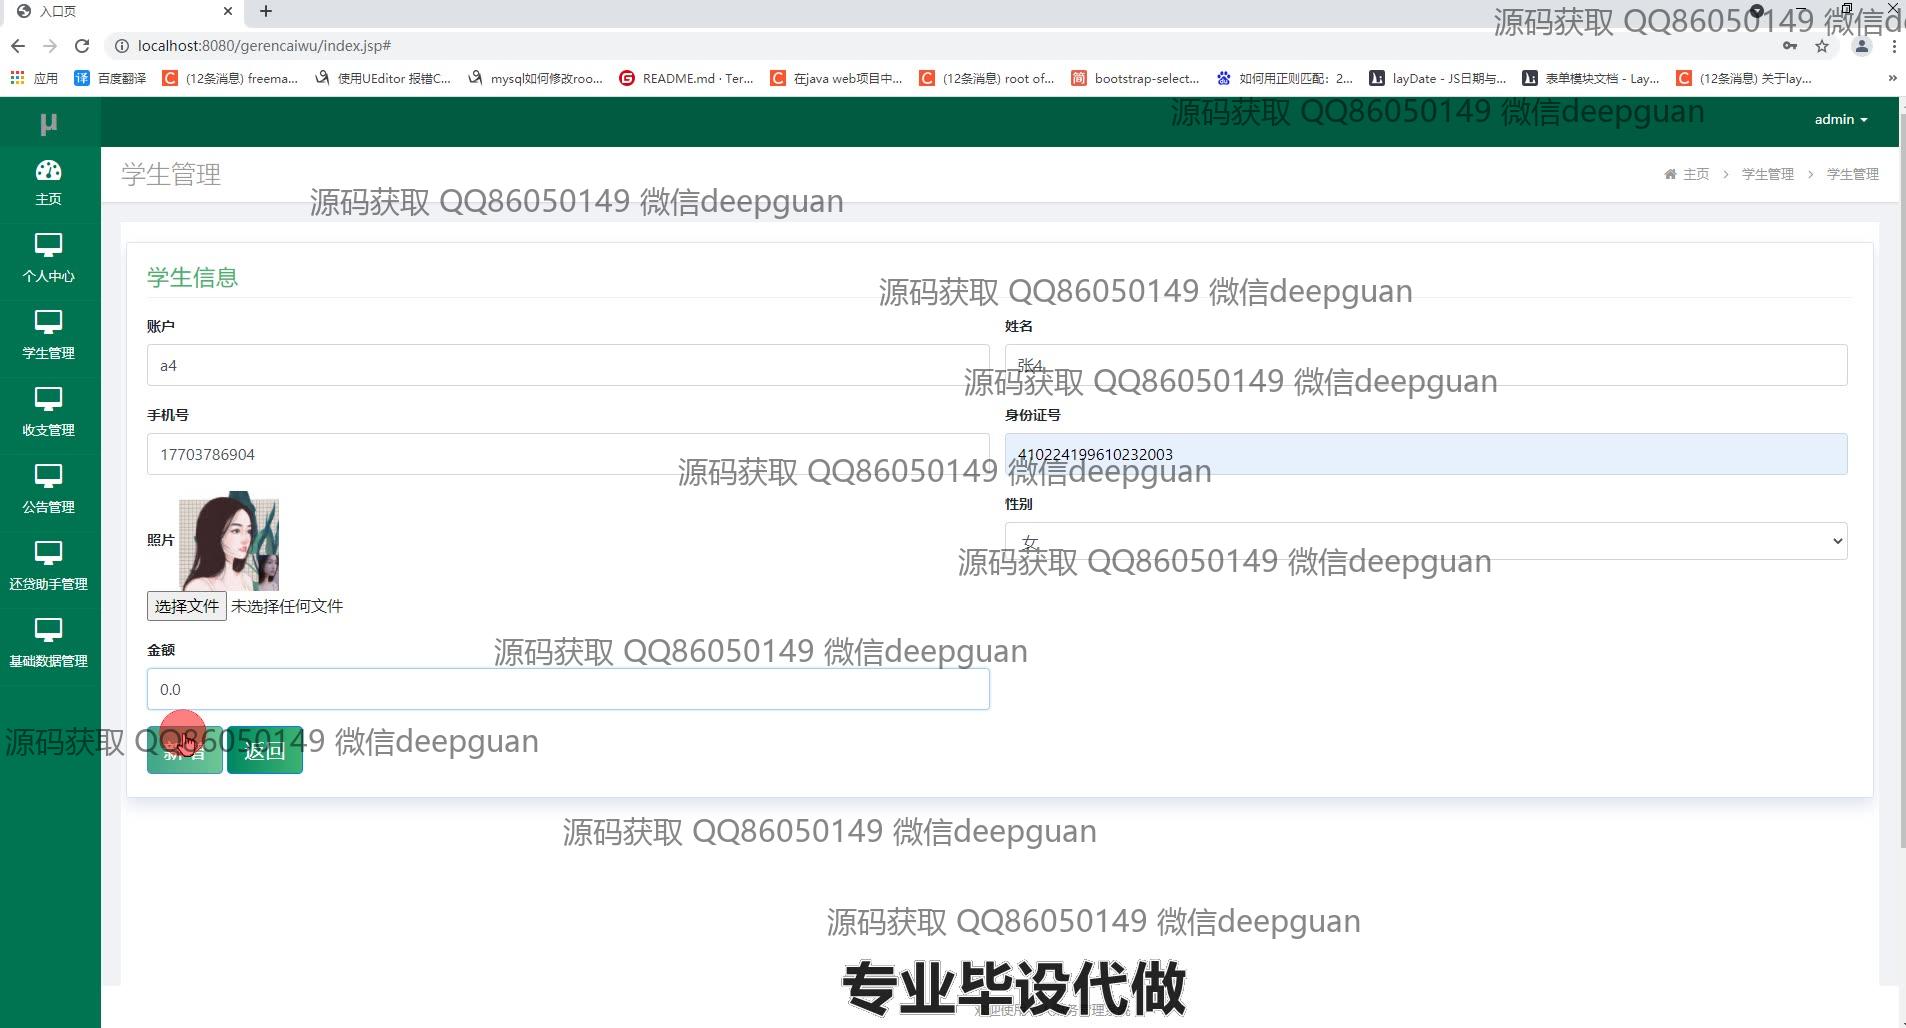 入口页
localhost:8080/gerencaiwu/index.jsp#
源码获取 QQ86050149 微信de
应用
百度翻译
(12条消息) freema...
使用UEditor 报错C...
mysql如何修改roo...
README.md · Ter...
在java web项目中...
(12条消息) root of...
bootstrap-select...
如何用正则匹配：2...
layDate - JS日期与...
表单模块文档 - Lay...
(12条消息) 关于lay...
μ
源码获取 QQ86050149 微信deepguan
admin
主页
个人中心
学生管理
收支管理
公告管理
还贷助手管理
基础数据管理
学生管理
主页 > 学生管理 > 学生管理
源码获取 QQ86050149 微信deepguan
学生信息
源码获取 QQ86050149 微信deepguan
账户
姓名
a4
张4
源码获取 QQ86050149 微信deepguan
手机号
身份证号
17703786904
410224199610232003
源码获取 QQ86050149 微信deepguan
照片
性别
女
源码获取 QQ86050149 微信deepguan
选择文件 未选择任何文件
金额
源码获取 QQ86050149 微信deepguan
0.0
新增
返回
源码获取 QQ86050149 微信deepguan
源码获取 QQ86050149 微信deepguan
源码获取 QQ86050149 微信deepguan
专业毕设代做